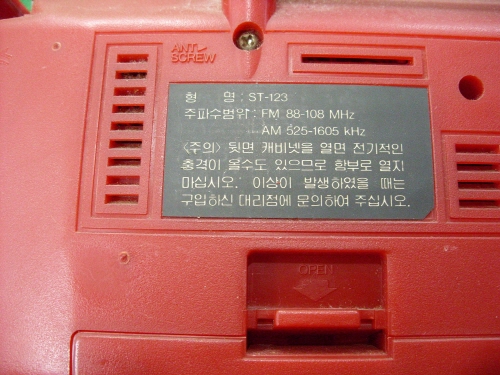 ANT
SCREW
형 명 : ST-123
주파수범위 : FM 88-108 MHz
AM 525-1605 kHz
〈주의〉 뒷면 캐비넷을 열면 전기적인
충격이 올수도 있으므로 함부로 열지
마십시오. 이상이 발생하였을 때는
구입하신 대리점에 문의하여 주십시오.
OPEN